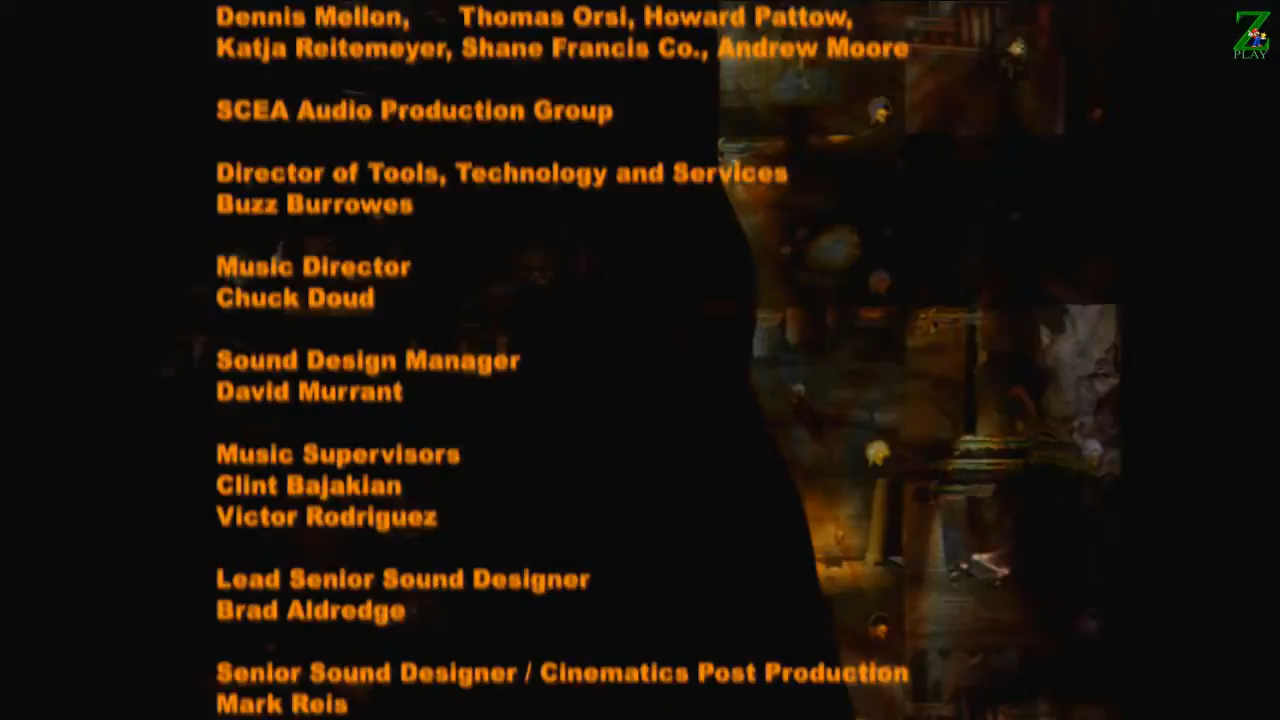 Dennis Mellon, Thomas Orsi, Howard Pattow,
Katja Reitemeyer, Shane Francis Co., Andrew Moore
SCEA Audio Production Group
Director of Tools, Technology and Services
Buzz Burrowes
Music Director
Chuck Doud
Sound Design Manager
David Murrant
Music Supervisors
Clint Bajakian
Victor Rodriguez
Lead Senior Sound Designer
Brad Aldredge
Senior Sound Designer / Cinematics Post Production
Mark Reis
Z
PLAY